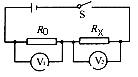 S
R₀ Rₓ
V₁ V₂